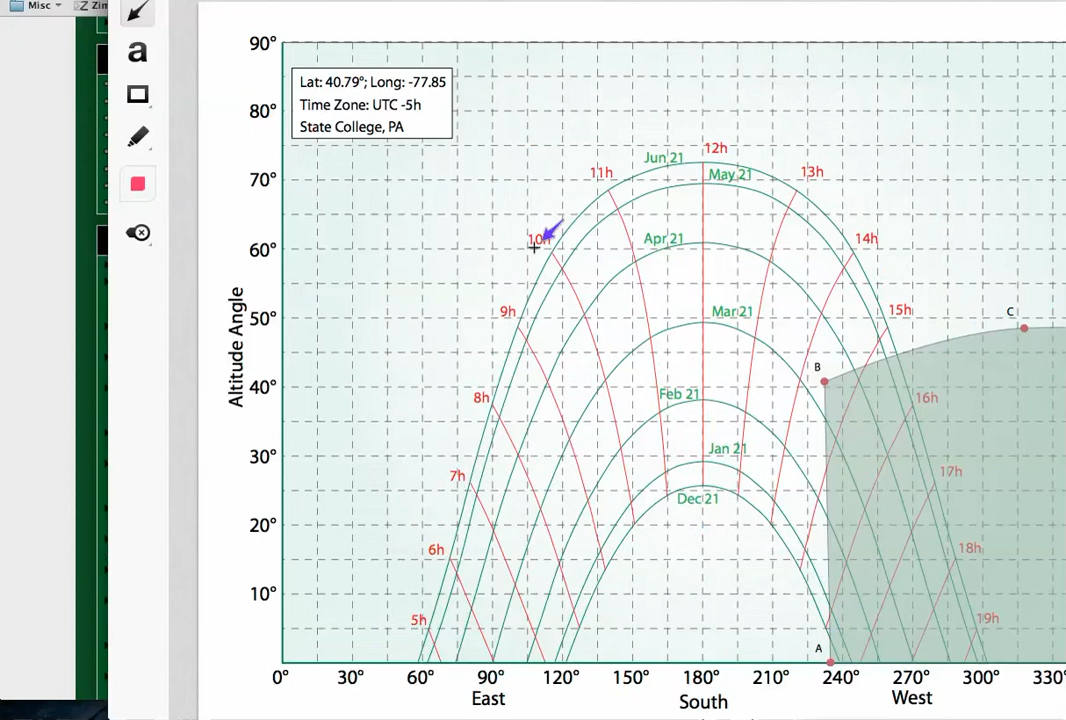 Misc
Zim
a
90°
80°
70°
60°
50°
40°
30°
20°
10°
Altitude Angle
Lat: 40.79°; Long: -77.85
Time Zone: UTC -5h
State College, PA
12h
Jun 21
11h
May 21
13h
10h
Apr 21
14h
9h
Mar 21
15h
C
B
8h
Feb 21
16h
7h
Jan 21
17h
Dec 21
6h
18h
5h
19h
A
0° 30° 60° 90° 120° 150° 180° 210° 240° 270° 300° 330°
East South West